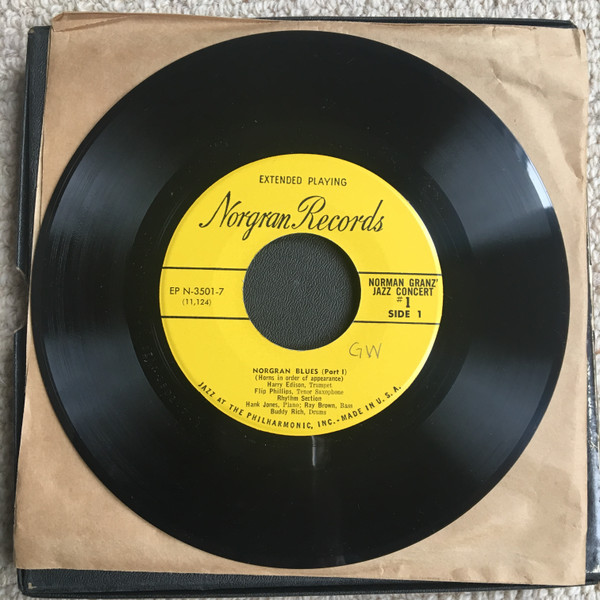 EXTENDED PLAYING
Norgran Records
EP N-3501-7
(11,124)
NORMAN GRANZ'
JAZZ CONCERT
#1
SIDE 1
GW
NORGRAN BLUES (Part I)
(Horns in order of appearance)
Harry Edison, Trumpet
Flip Phillips, Tenor Saxophone
Rhythm Section
Hank Jones, Piano; Ray Brown, Bass
Buddy Rich, Drums
JAZZ AT THE PHILHARMONIC, INC.-MADE IN U.S.A.